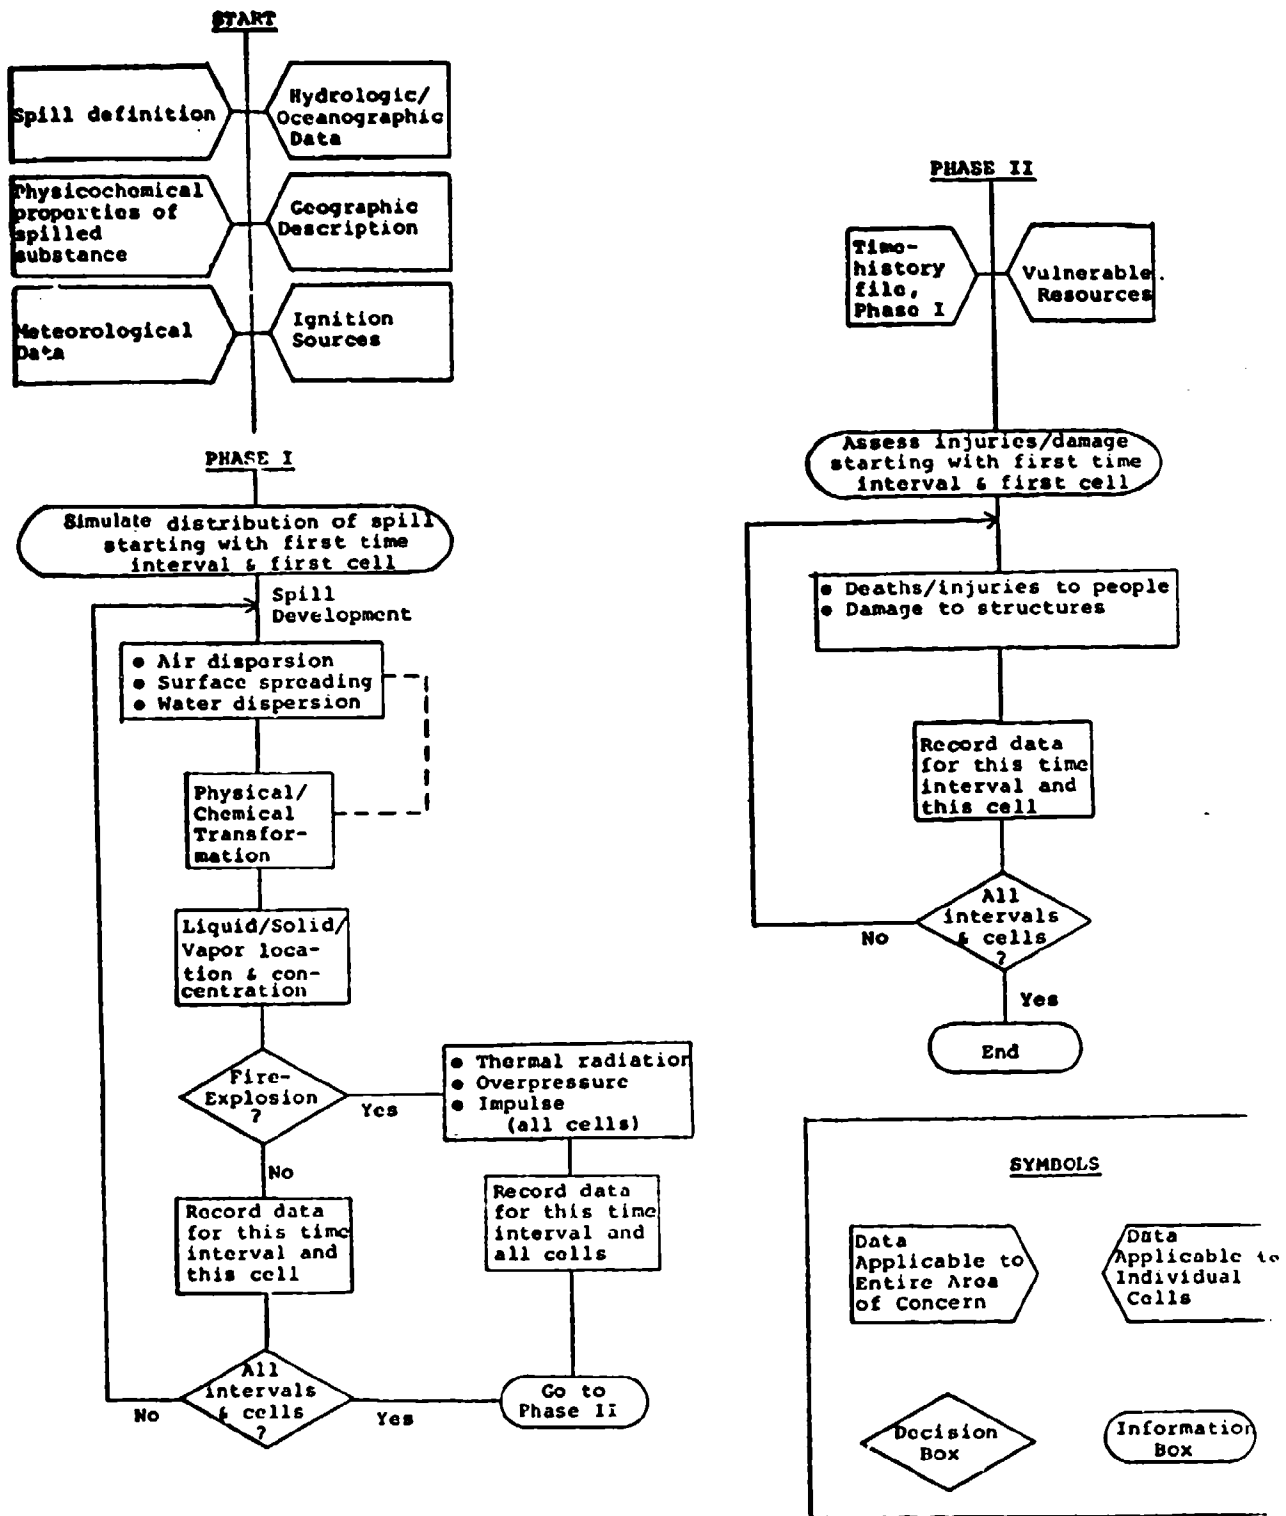 START
Spill definition
Hydrologic/
Oceanographic
Data
Physicochemical
properties of
spilled
substance
Geographic
Description
Meteorological
Data
Ignition
Sources
PHASE I
Simulate distribution of spill
starting with first time
interval & first cell
Spill
Development
● Air dispersion
● Surface spreading
● Water dispersion
Physical/
Chemical
Transfor-
mation
Liquid/Solid/
Vapor loca-
tion & con-
centration
Fire-
Explosion
?
Yes
No
● Thermal radiation
● Overpressure
● Impulse
(all cells)
Record data
for this time
interval and
this cell
Record data
for this time
interval and
all cells
All
intervals
& cells
?
No
Yes
Go to
Phase II
PHASE II
Time-
history
file,
Phase I
Vulnerable
Resources
Assess injuries/damage
starting with first time
interval & first cell
● Deaths/injuries to people
● Damage to structures
Record data
for this time
interval and
this cell
All
intervals
& cells
?
No
Yes
End
SYMBOLS
Data
Applicable to
Entire Area
of Concern
Data
Applicable to
Individual
Cells
Decision
Box
Information
Box